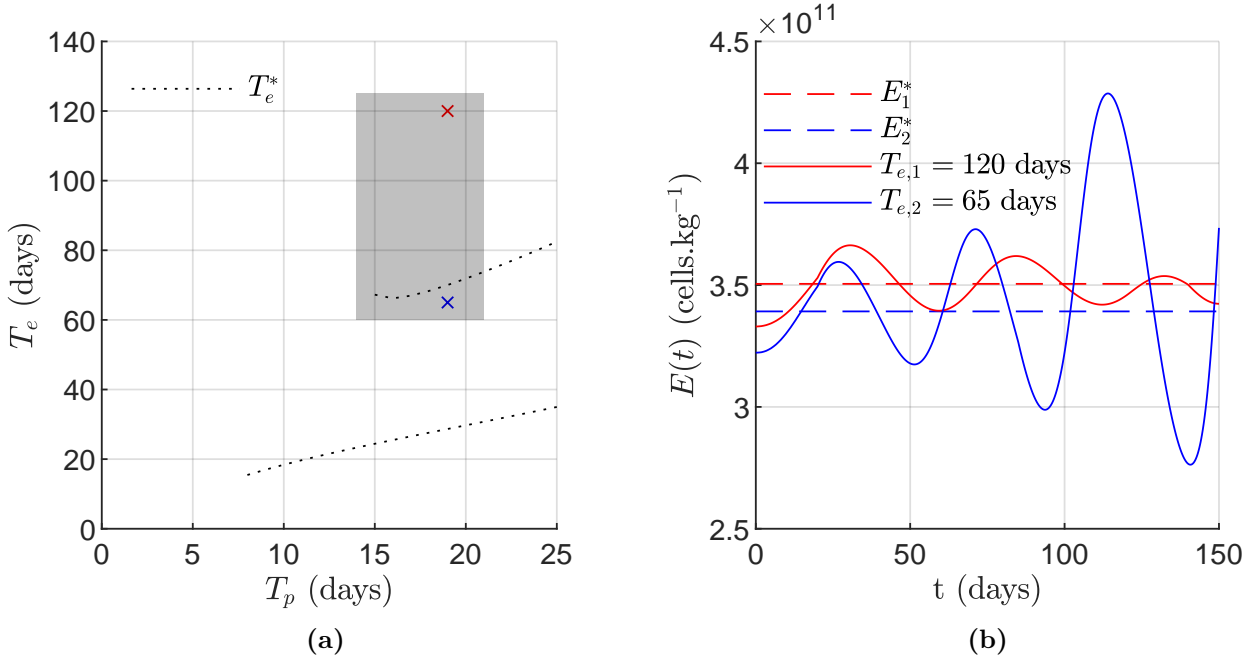 140
120
100
80
60
40
20
0
0
5
10
15
20
25
T_e (days)
T_p (days)
T_e^*
(a)
×10^11
4.5
4
3.5
3
2.5
0
50
100
150
E(t) (cells.kg^−1)
t (days)
E_1^*
E_2^*
T_{e,1} = 120 days
T_{e,2} = 65 days
(b)